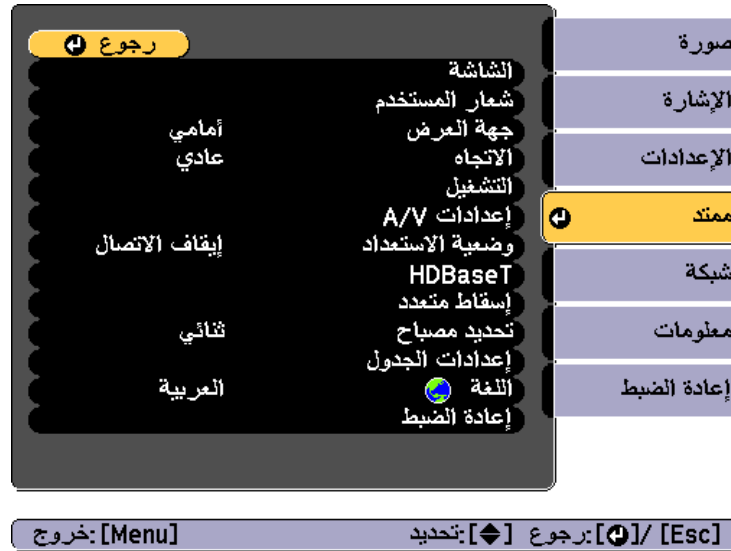 صورة
الإشارة
الإعدادات
ممتد
شبكة
معلومات
إعادة الضبط
رجوع
الشاشة
شعار المستخدم
جهة العرض أمامي
الاتجاه عادي
التشغيل
إعدادات A/V
وضعية الاستعداد إيقاف الاتصال
HDBaseT
إسقاط متعدد
تحديد مصباح ثنائي
إعدادات الجدول
اللغة العربية
إعادة الضبط
[Esc] /[⏎]:رجوع [◆]:تحديد [Menu]:خروج